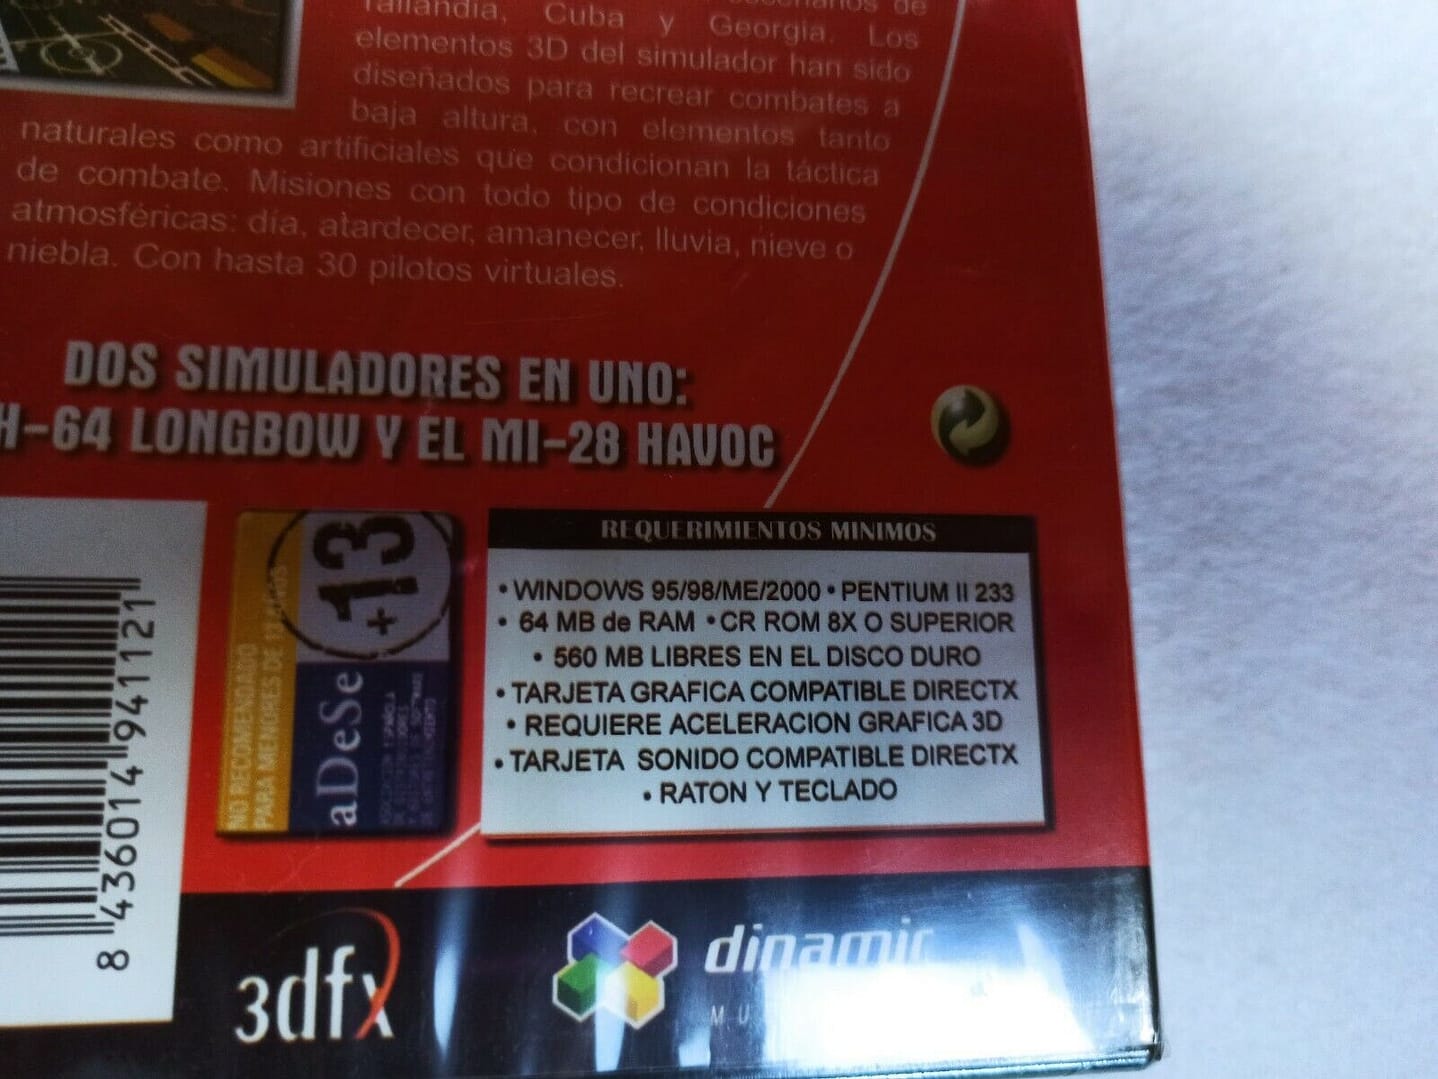 Tailandia, Cuba y Georgia. Los
elementos 3D del simulador han sido
diseñados para recrear combates a
baja altura, con elementos tanto
naturales como artificiales que condicionan la táctica
de combate. Misiones con todo tipo de condiciones
atmosféricas: día, atardecer, amanecer, lluvia, nieve o
niebla. Con hasta 30 pilotos virtuales.
DOS SIMULADORES EN UNO:
H-64 LONGBOW Y EL MI-28 HAVOC
REQUERIMIENTOS MINIMOS
• WINDOWS 95/98/ME/2000 • PENTIUM II 233
• 64 MB de RAM • CR ROM 8X O SUPERIOR
• 560 MB LIBRES EN EL DISCO DURO
• TARJETA GRAFICA COMPATIBLE DIRECTX
• REQUIERE ACELERACION GRAFICA 3D
• TARJETA SONIDO COMPATIBLE DIRECTX
• RATON Y TECLADO
+13
NO RECOMENDADO
PARA MENORES DE 13 AÑOS
aDeSe
8 436014 941121
3dfx
dinamic